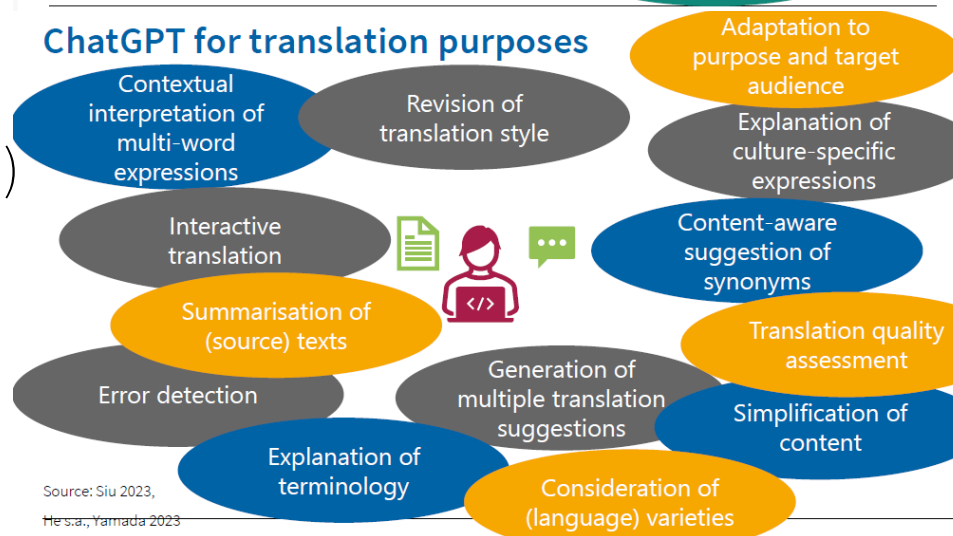 ChatGPT for translation purposes
Adaptation to
purpose and target
audience
Contextual
interpretation of
multi-word
expressions
Revision of
translation style
Explanation of
culture-specific
expressions
)
Interactive
translation
Content-aware
suggestion of
synonyms
</>
Summarisation of
(source) texts
Translation quality
assessment
Error detection
Generation of
multiple translation
suggestions
Simplification of
content
Explanation of
terminology
Consideration of
(language) varieties
Source: Siu 2023,
He s.a., Yamada 2023